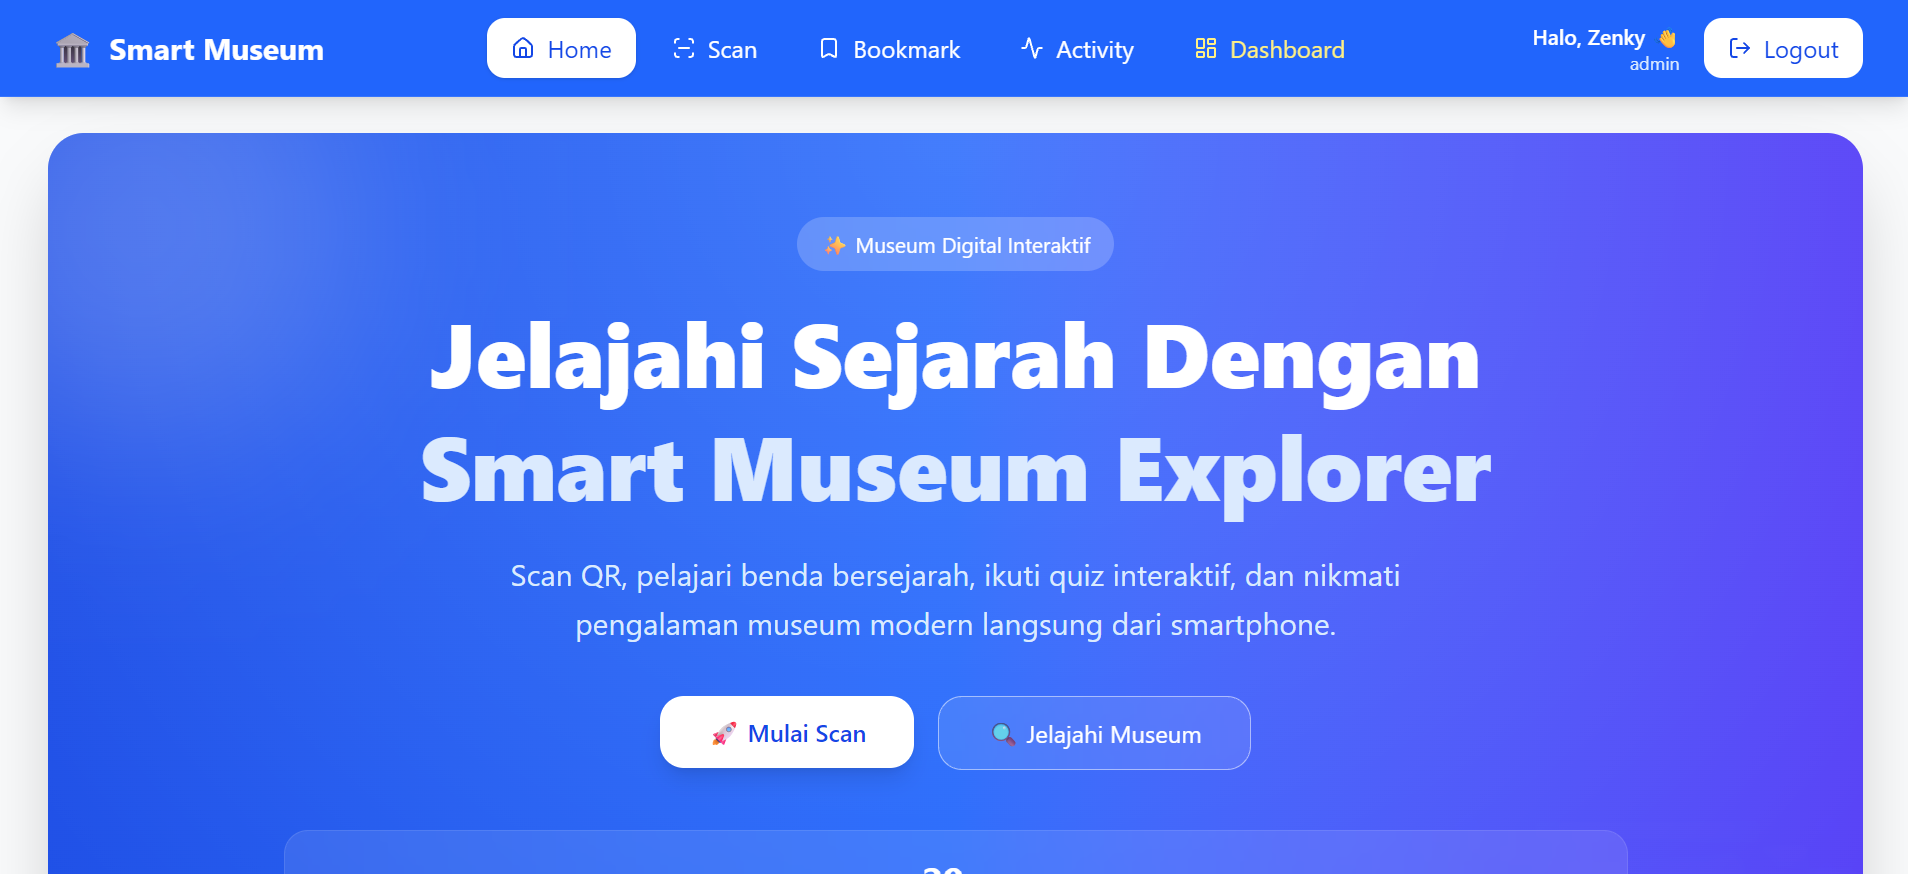 Smart Museum
Home
Scan
Bookmark
Activity
Dashboard
Halo, Zenky 👋
admin
Logout
✨ Museum Digital Interaktif
Jelajahi Sejarah Dengan
Smart Museum Explorer
Scan QR, pelajari benda bersejarah, ikuti quiz interaktif, dan nikmati
pengalaman museum modern langsung dari smartphone.
🚀 Mulai Scan
🔍 Jelajahi Museum